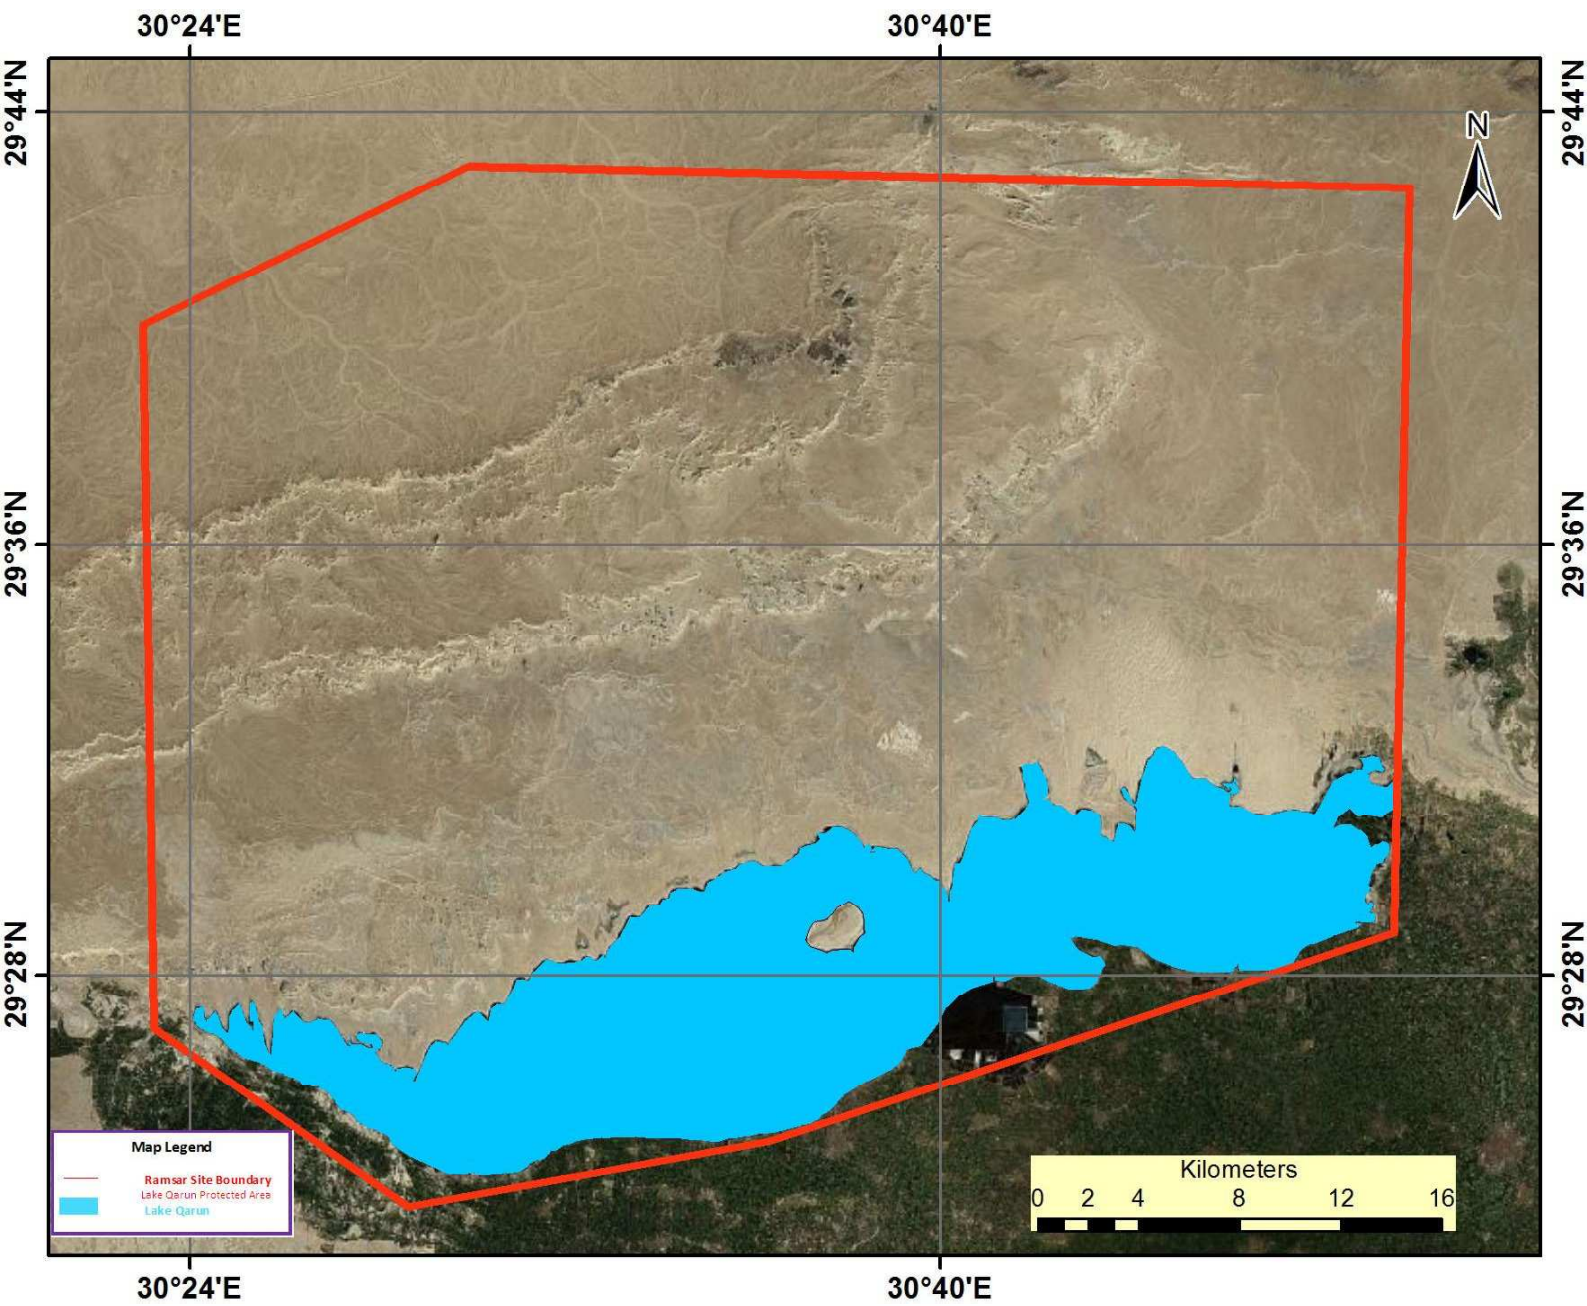 30°24'E 30°40'E
29°44'N 29°44'N
N
29°36'N 29°36'N
29°28'N 29°28'N
Map Legend
Ramsar Site Boundary
Lake Qarun Protected Area
Lake Qarun
Kilometers
0 2 4 8 12 16
30°24'E 30°40'E